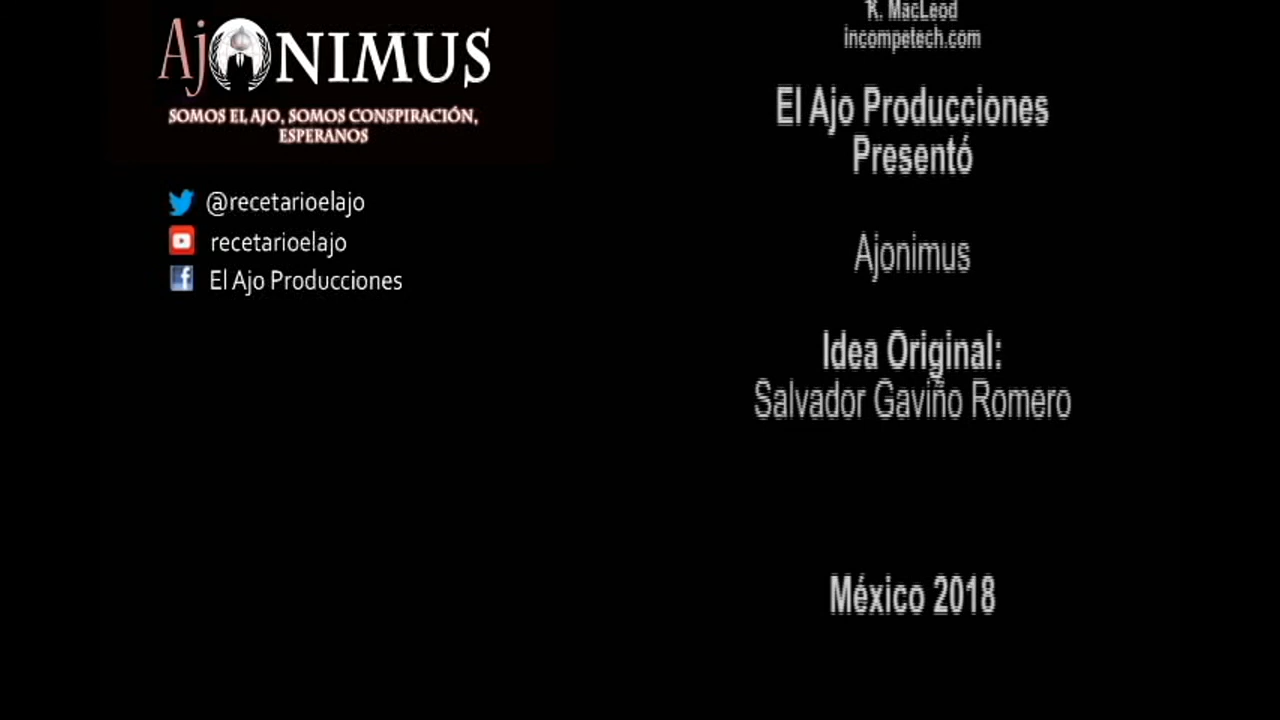 AjONIMUS
SOMOS EL AJO, SOMOS CONSPIRACIÓN,
ESPERANOS
@recetarioelajo
recetarioelajo
El Ajo Producciones
K. MacLeod
incompetech.com
El Ajo Producciones
Presentó
Ajonimus
Idea Original:
Salvador Gaviño Romero
México 2018